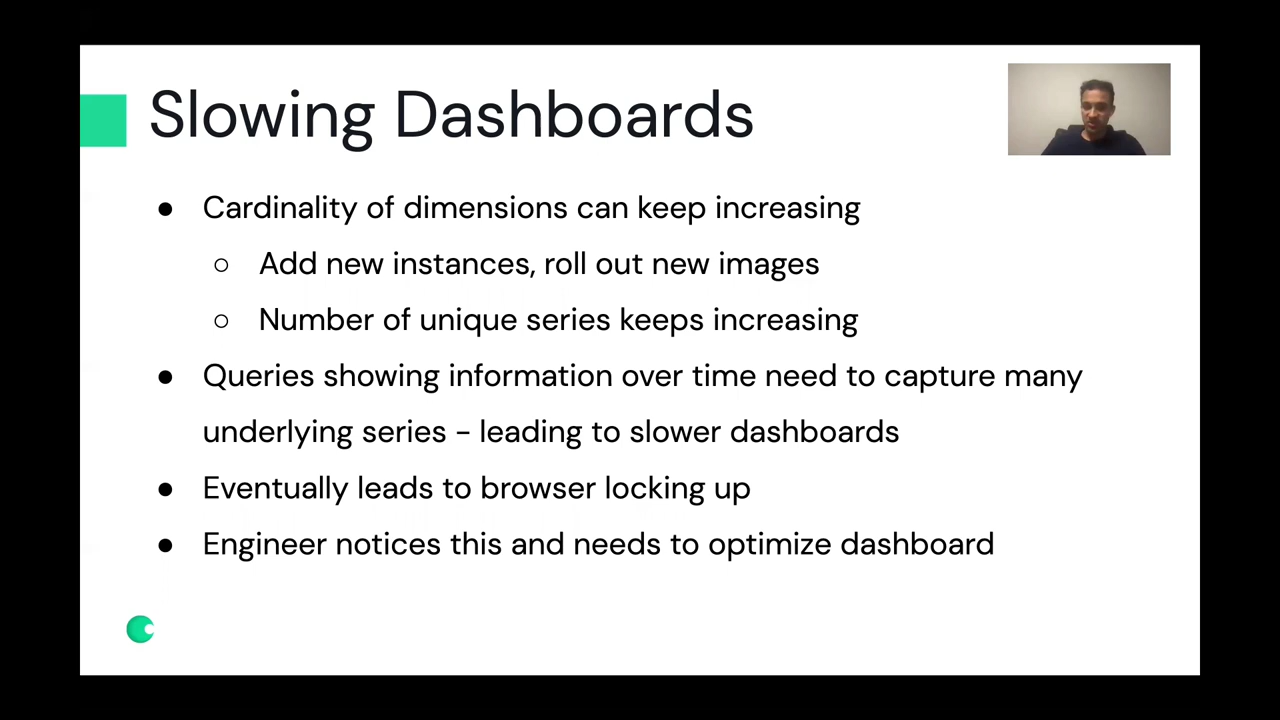 Slowing Dashboards
● Cardinality of dimensions can keep increasing
○ Add new instances, roll out new images
○ Number of unique series keeps increasing
● Queries showing information over time need to capture many
underlying series - leading to slower dashboards
● Eventually leads to browser locking up
● Engineer notices this and needs to optimize dashboard